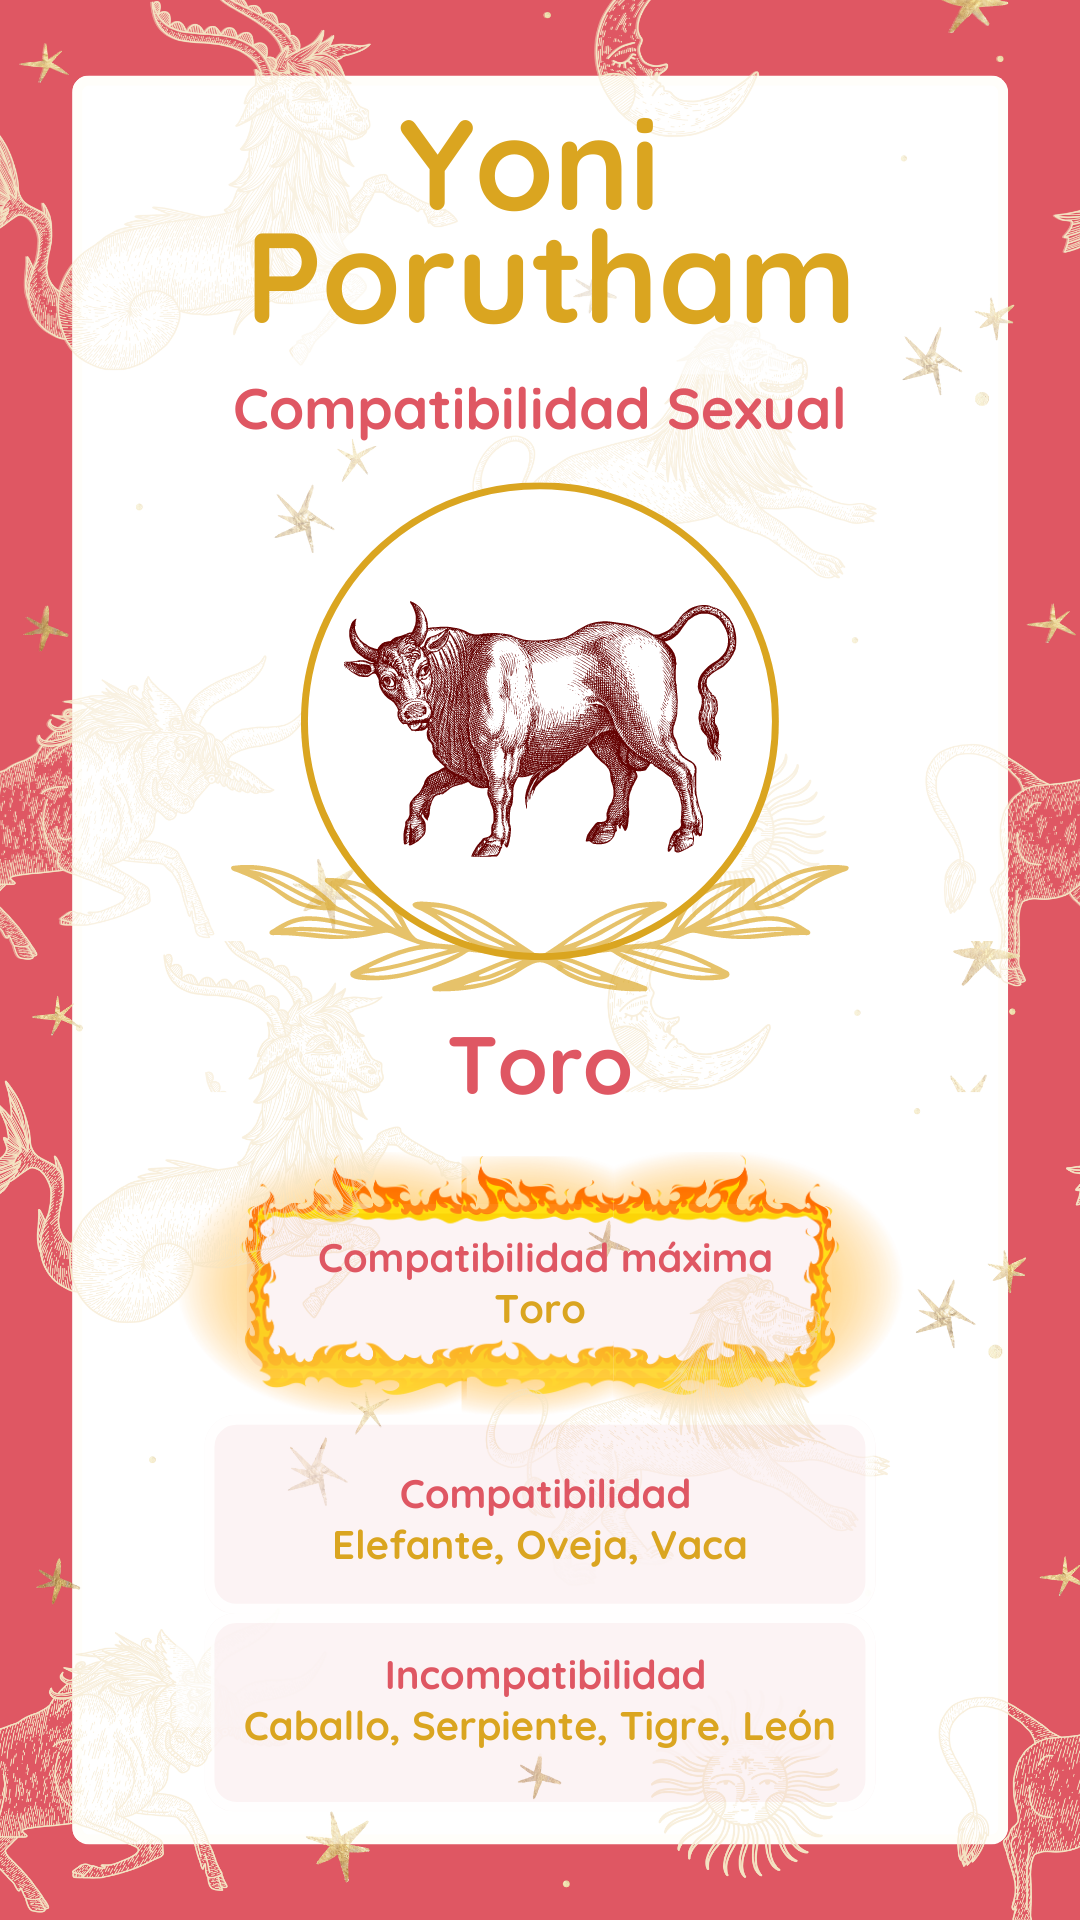 Yoni
Porutham
Compatibilidad Sexual
Toro
Compatibilidad máxima
Toro
Compatibilidad
Elefante, Oveja, Vaca
Incompatibilidad
Caballo, Serpiente, Tigre, León